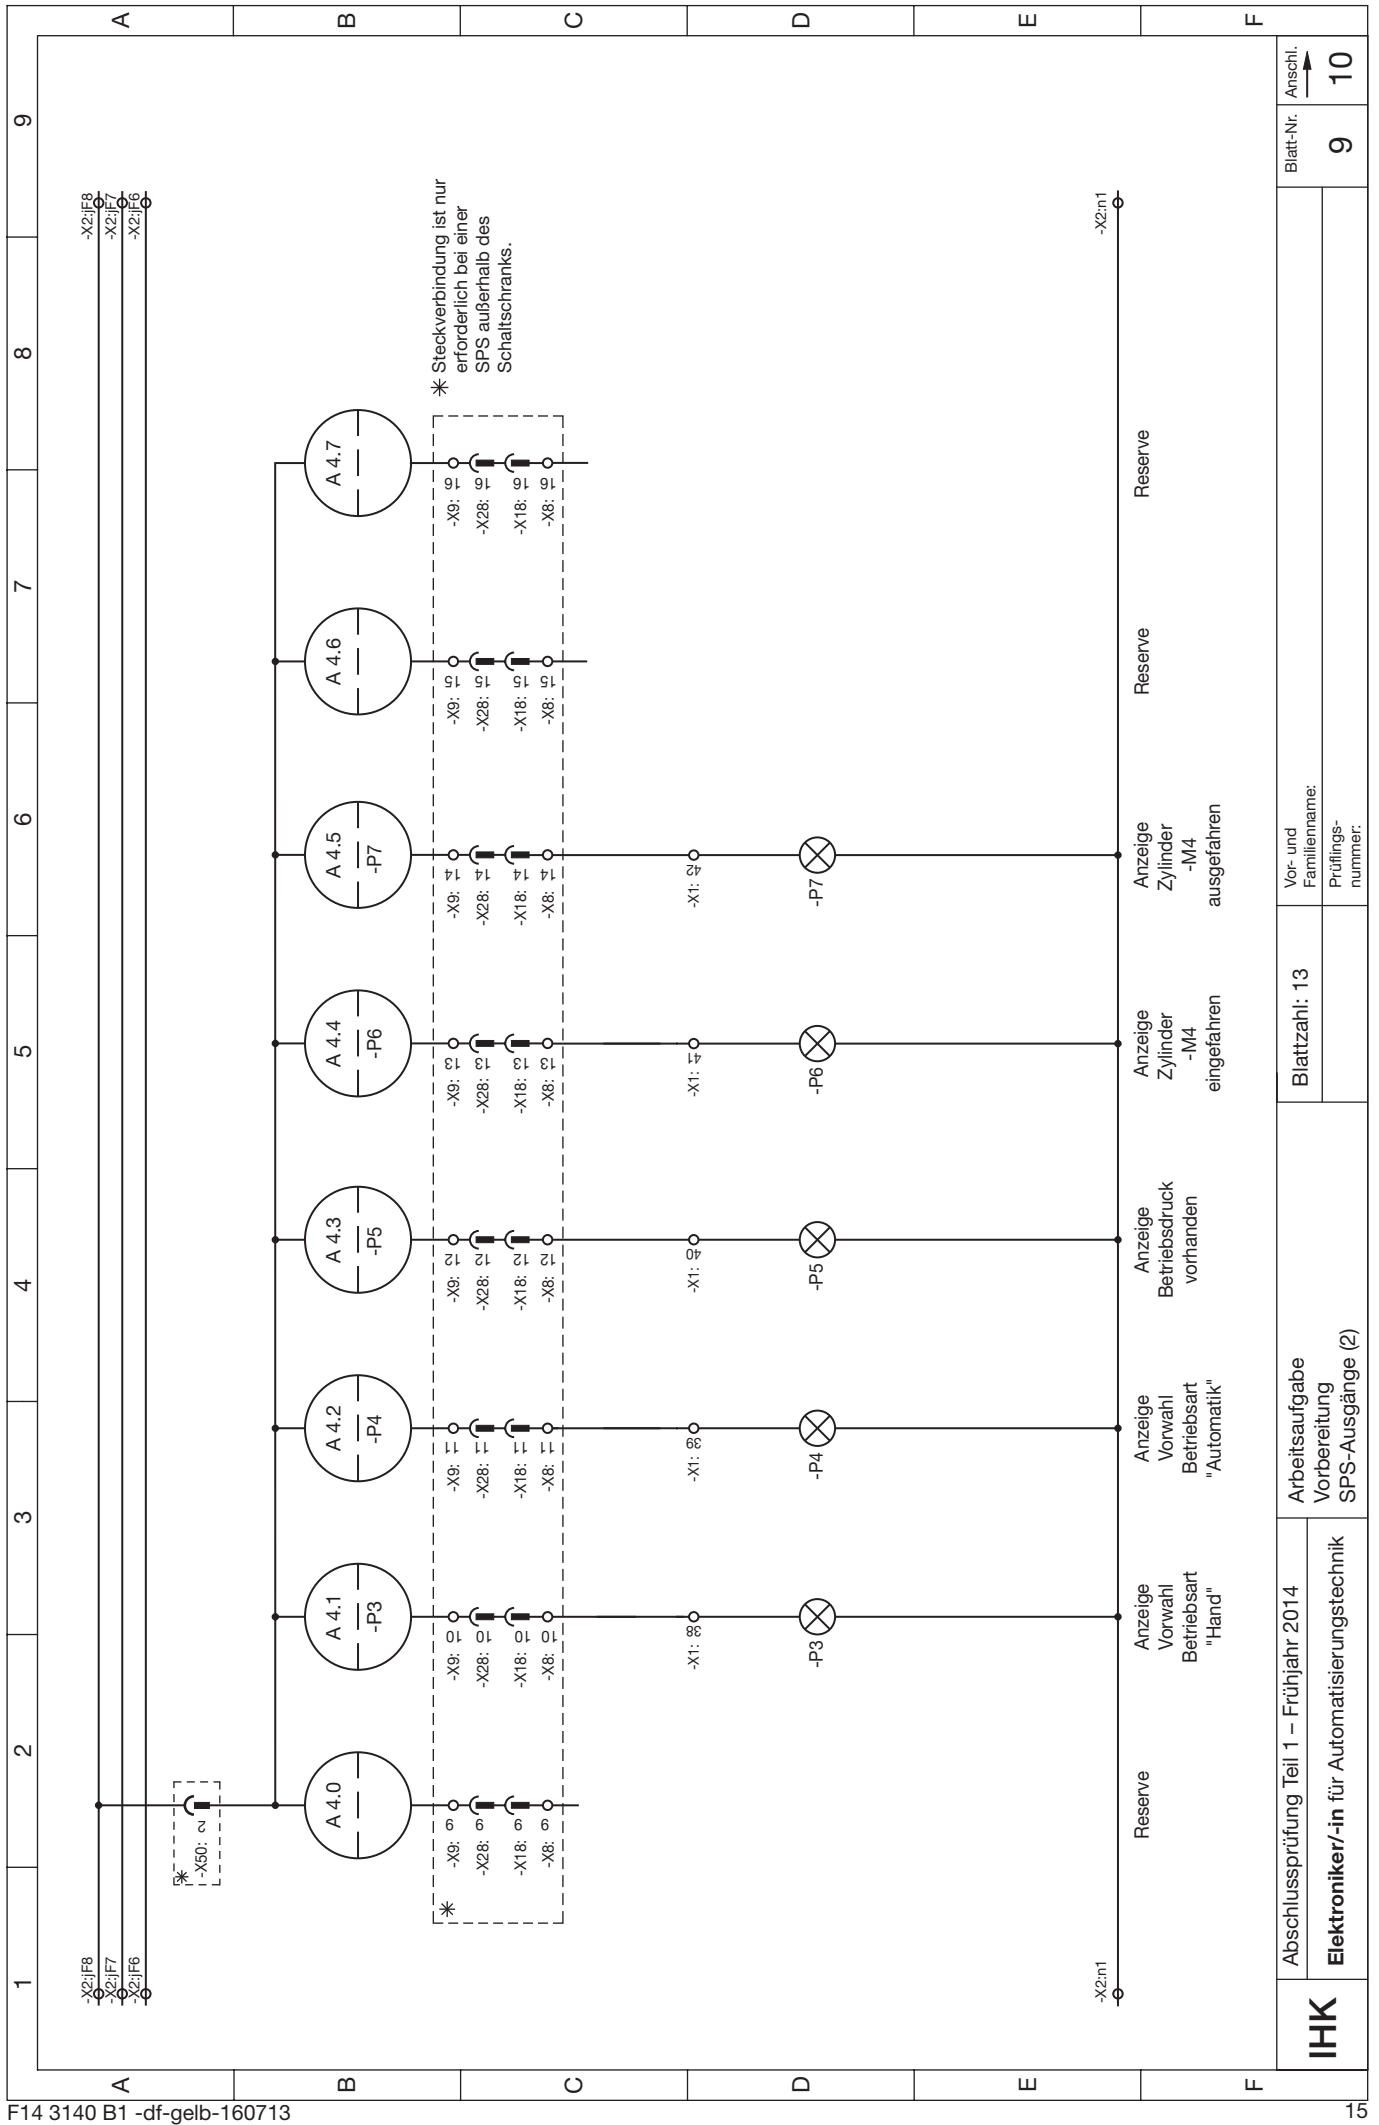 1 2 3 4 5 6 7 8 9
A
B
C
D
E
F
A
B
C
D
E
F
-X2:jF8
-X2:jF7
-X2:jF6
-X2:jF8
-X2:jF7
-X2:jF6
✳
-X50: 2
A 4.0
A 4.1
-P3
A 4.2
-P4
A 4.3
-P5
A 4.4
-P6
A 4.5
-P7
A 4.6
A 4.7
✳
-X9: 9
-X28: 9
-X18: 9
-X8: 9
-X9: 10
-X28: 10
-X18: 10
-X8: 10
-X9: 11
-X28: 11
-X18: 11
-X8: 11
-X9: 12
-X28: 12
-X18: 12
-X8: 12
-X9: 13
-X28: 13
-X18: 13
-X8: 13
-X9: 14
-X28: 14
-X18: 14
-X8: 14
-X9: 15
-X28: 15
-X18: 15
-X8: 15
-X9: 16
-X28: 16
-X18: 16
-X8: 16
✳ Steckverbindung ist nur
erforderlich bei einer
SPS außerhalb des
Schaltschranks.
-X1: 38
-X1: 39
-X1: 40
-X1: 41
-X1: 42
-P3
-P4
-P5
-P6
-P7
-X2:n1
-X2:n1
Reserve
Anzeige
Vorwahl
Betriebsart
"Hand"
Anzeige
Vorwahl
Betriebsart
"Automatik"
Anzeige
Betriebsdruck
vorhanden
Anzeige
Zylinder
-M4
eingefahren
Anzeige
Zylinder
-M4
ausgefahren
Reserve
Reserve
IHK
Abschlussprüfung Teil 1 – Frühjahr 2014
Elektroniker/-in für Automatisierungstechnik
Arbeitsaufgabe
Vorbereitung
SPS-Ausgänge (2)
Blattzahl: 13
Vor- und
Familienname:
Prüflings-
nummer:
Blatt-Nr.
9
Anschl.
10
F14 3140 B1 -df-gelb-160713
15